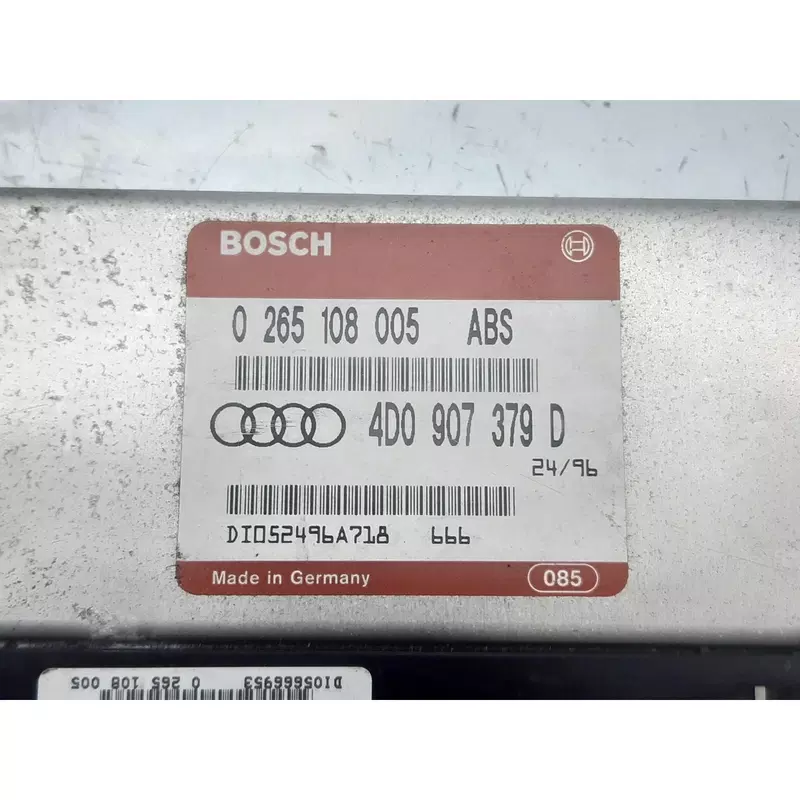 BOSCH
0 265 108 005 ABS
4D0 907 379 D
24/96
DI052496A718 666
Made in Germany 085
DI05666953 0 265 108 005